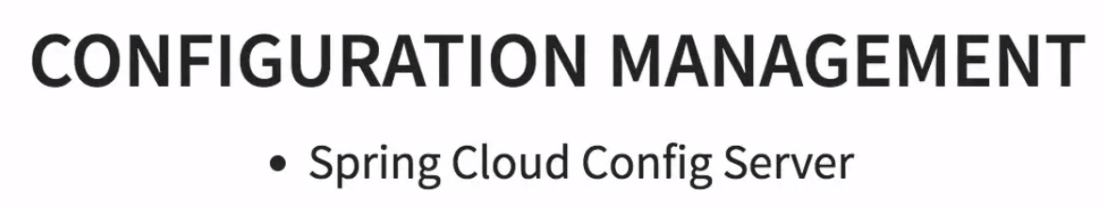 CONFIGURATION MANAGEMENT
• Spring Cloud Config Server